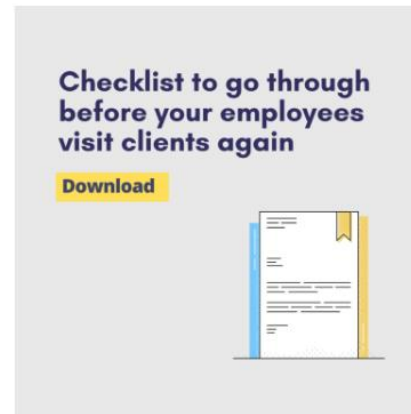 Checklist to go through
before your employees
visit clients again
Download